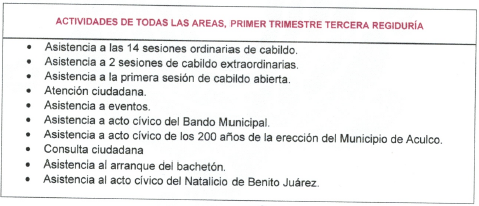 ACTIVIDADES DE TODAS LAS AREAS, PRIMER TRIMESTRE TERCERA REGIDURÍA
• Asistencia a las 14 sesiones ordinarias de cabildo.
• Asistencia a 2 sesiones de cabildo extraordinarias.
• Asistencia a la primera sesión de cabildo abierta.
• Atención ciudadana.
• Asistencia a eventos.
• Asistencia a acto cívico del Bando Municipal.
• Asistencia a acto cívico de los 200 años de la erección del Municipio de Aculco.
• Consulta ciudadana
• Asistencia al arranque del bachetón.
• Asistencia al acto cívico del Natalicio de Benito Juárez.